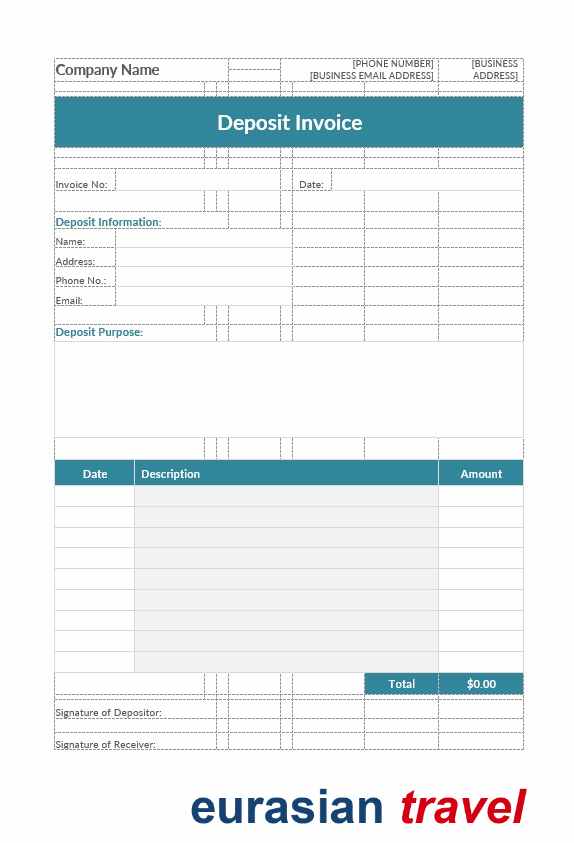 Company Name
[PHONE NUMBER]
[BUSINESS EMAIL ADDRESS]
[BUSINESS
ADDRESS]
Deposit Invoice
Invoice No:
Date:
Deposit Information:
Name:
Address:
Phone No.:
Email:
Deposit Purpose:
Date Description Amount
Total $0.00
Signature of Depositor:
Signature of Receiver:
eurasian travel